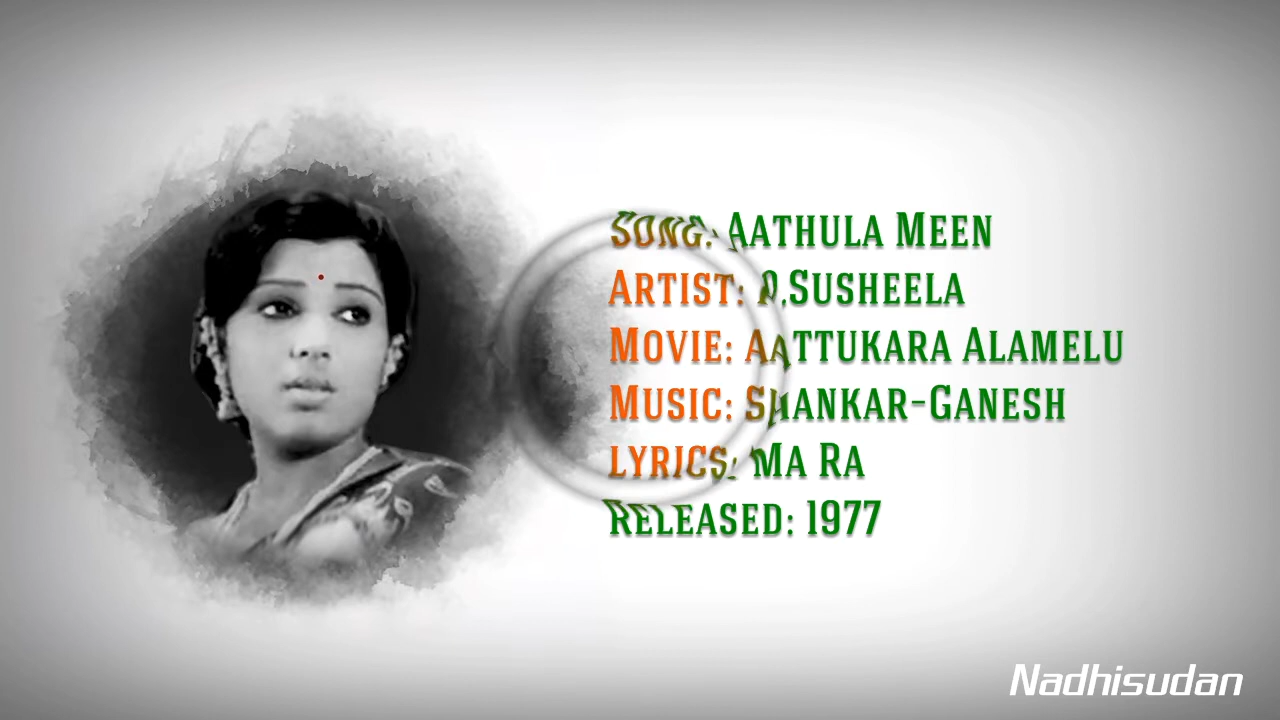 Song: Aathula Meen
Artist: P.Susheela
Movie: Aattukara Alamelu
Music: Shankar-Ganesh
Lyrics: Ma Ra
Released: 1977
Nadhisudan